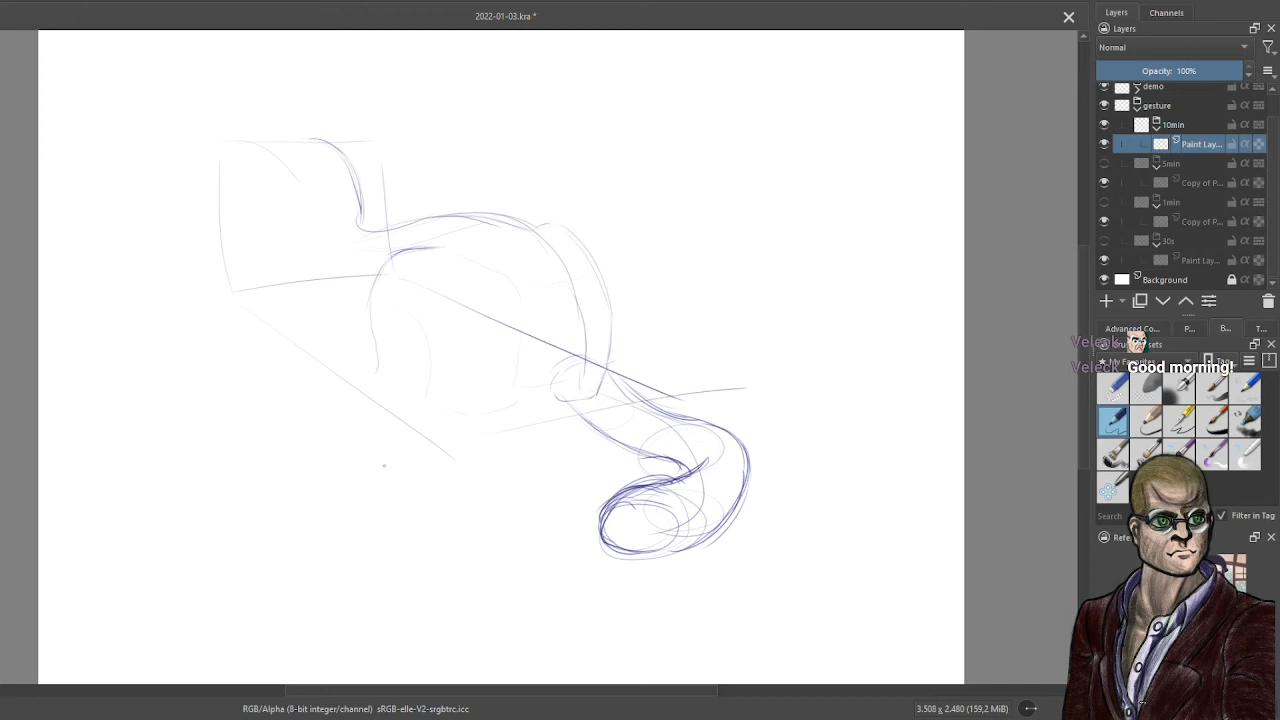 2022-01-03.kra *
Layers
Channels
Layers
Normal
Opacity: 100%
demo
gesture
10min
Paint Lay...
5min
Copy of P...
1min
Copy of P...
30s
Paint Lay...
Background
Advanced Co...
P...
B...
T...
Veleck
Veleck Good morning!
Tag
Search
Filter in Tag
RGB/Alpha (8-bit integer/channel) sRGB-elle-V2-srgbtrc.icc
3.508 x 2.480 (159,2 MiB)